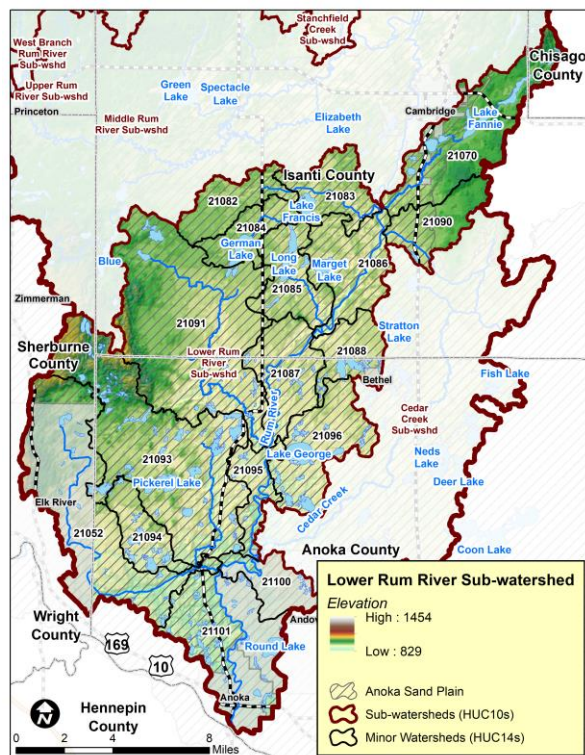 Stanchfield
Creek
Sub-wshd
West Branch
Rum River
Sub-wshd
Chisago
County
Upper Rum
River Sub-wshd
Green
Lake
Spectacle
Lake
Princeton
Middle Rum
River Sub-wshd
Elizabeth
Lake
Cambridge
Lake
Fannie
21070
Isanti County
21082
21083
Lake
Francis
21084
21090
German
Lake
Long
Lake
Marget
Lake
21086
Blue
21085
Zimmerman
21091
Stratton
Lake
Sherburne
County
Lower Rum
River
Sub-wshd
21088
21087
Bethel
Fish Lake
Rum River
Cedar
Creek
Sub-wshd
21096
21093
21095
Lake George
Neds
Lake
Pickerel Lake
Deer Lake
Elk River
Cedar Creek
21052
21094
Anoka County
Coon Lake
21100
Wright
County
Andov
21101
Round Lake
169
10
Anoka
Hennepin
County
N
0 2 4 8
Miles
Lower Rum River Sub-watershed
Elevation
High : 1454
Low : 829
Anoka Sand Plain
Sub-watersheds (HUC10s)
Minor Watersheds (HUC14s)